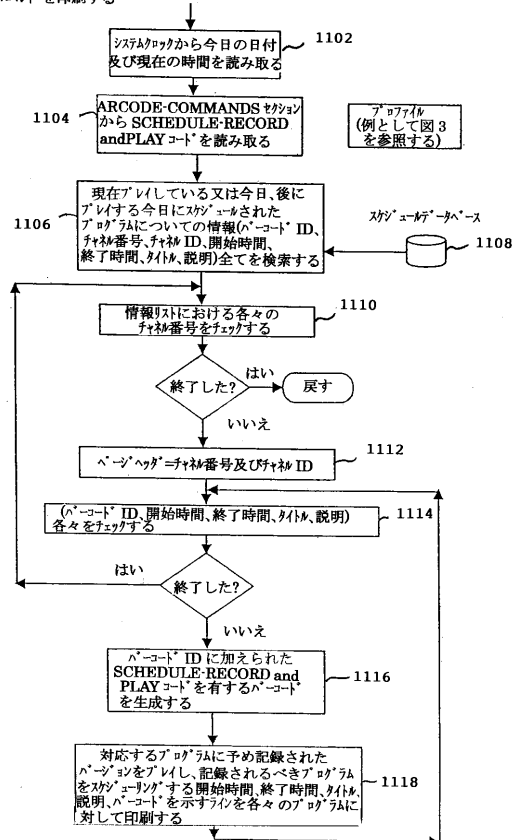 を印刷する
1102
システムクロックから今日の日付
及び現在の時間を読み取る
1104
ARCODE-COMMANDS セクション
から SCHEDULE-RECORD
andPLAY コードを読み取る
プロファイル
(例として図 3
を参照する)
1106
現在プレイしている又は今日、後に
プレイする今日にスケジュールされた
プログラムについての情報(バーコード ID、
チャネル番号、チャネル ID、開始時間、
終了時間、タイトル、説明)全てを検索する
スケジュールデータベース
1108
1110
情報リストにおける各々の
チャネル番号をチェックする
終了した?
はい
戻す
いいえ
1112
ページヘッダ=チャネル番号及びチャネル ID
1114
(バーコード ID、開始時間、終了時間、タイトル、説明)
各々をチェックする
はい
終了した?
いいえ
バーコード ID に加えられた
SCHEDULE-RECORD and
PLAY コードを有するバーコード
を生成する
1116
対応するプログラムに予め記録された
バージョンをプレイし、記録されるべきプログラム
をスケジューリングする開始時間、終了時間、タイトル、
説明、バーコードを示すラインを各々のプログラムに
対して印刷する
1118